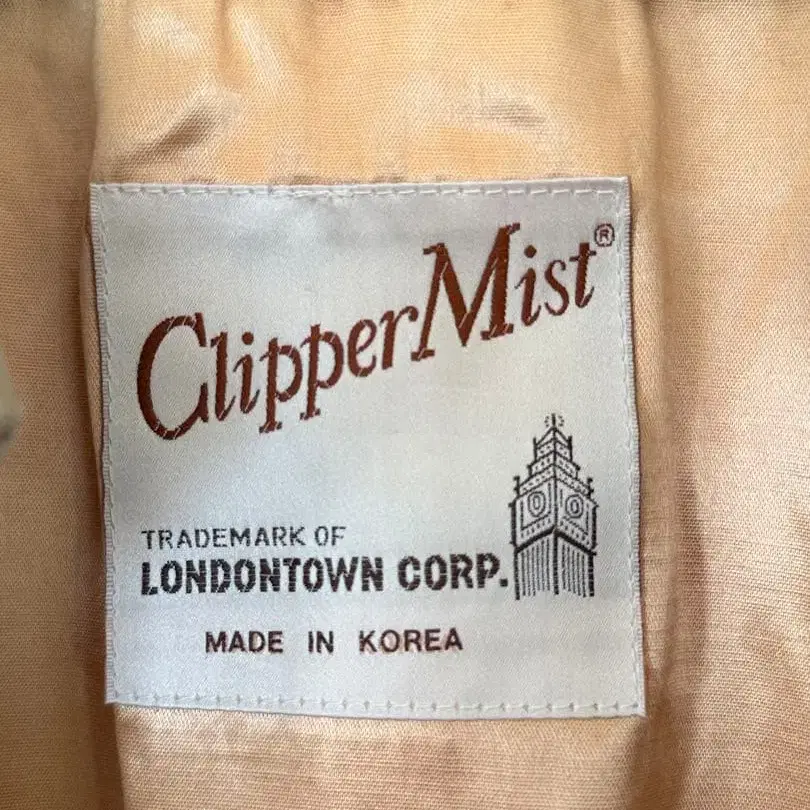 ClipperMist®
TRADEMARK OF
LONDONTOWN CORP.
MADE IN KOREA